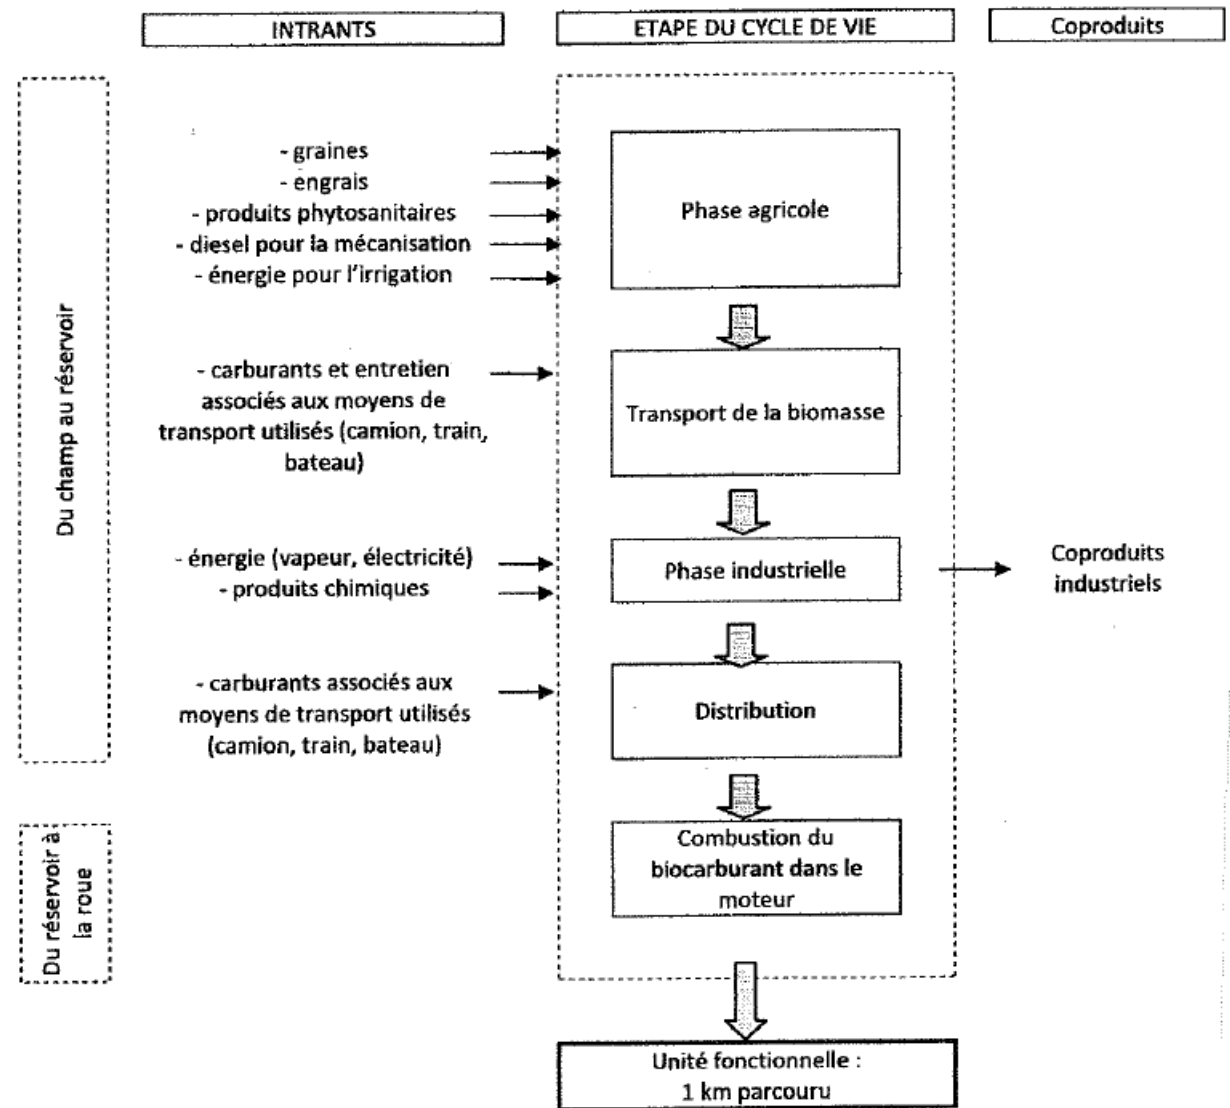 INTRANTS
ETAPE DU CYCLE DE VIE
Coproduits
Du champ au réservoir
- graines
- engrais
- produits phytosanitaires
- diesel pour la mécanisation
- énergie pour l'irrigation
Phase agricole
- carburants et entretien
associés aux moyens de
transport utilisés (camion, train,
bateau)
Transport de la biomasse
- énergie (vapeur, électricité)
- produits chimiques
Phase industrielle
Coproduits
industriels
- carburants associés aux
moyens de transport utilisés
(camion, train, bateau)
Distribution
Du réservoir à
la roue
Combustion du
biocarburant dans le
moteur
Unité fonctionnelle :
1 km parcouru